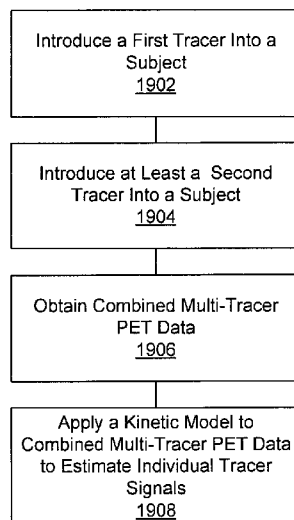 Introduce a First Tracer Into a
Subject
1902
Introduce at Least a Second
Tracer Into a Subject
1904
Obtain Combined Multi-Tracer
PET Data
1906
Apply a Kinetic Model to
Combined Multi-Tracer PET Data
to Estimate Individual Tracer
Signals
1908